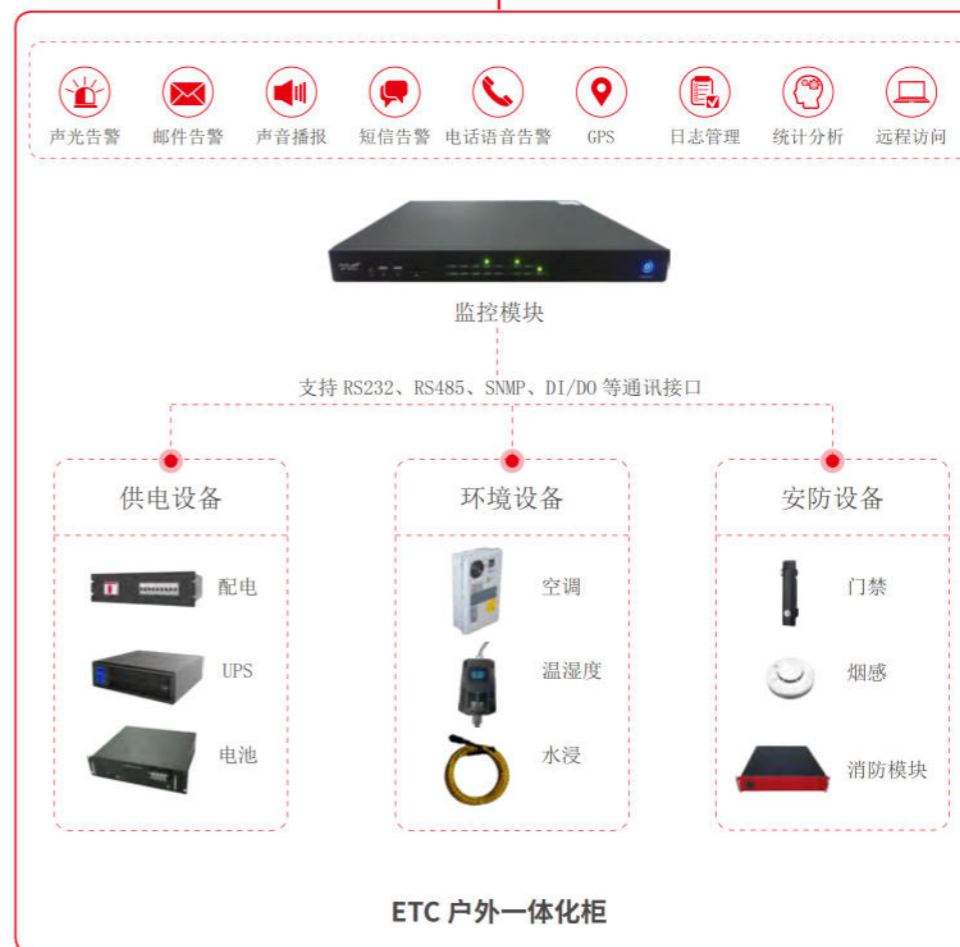 声光告警 邮件告警 声音播报 短信告警 电话语音告警 GPS 日志管理 统计分析 远程访问
监控模块
支持 RS232、RS485、SNMP、DI/DO 等通讯接口
供电设备 环境设备 安防设备
配电 空调 门禁
UPS 温湿度 烟感
电池 水浸 消防模块
ETC 户外一体化柜